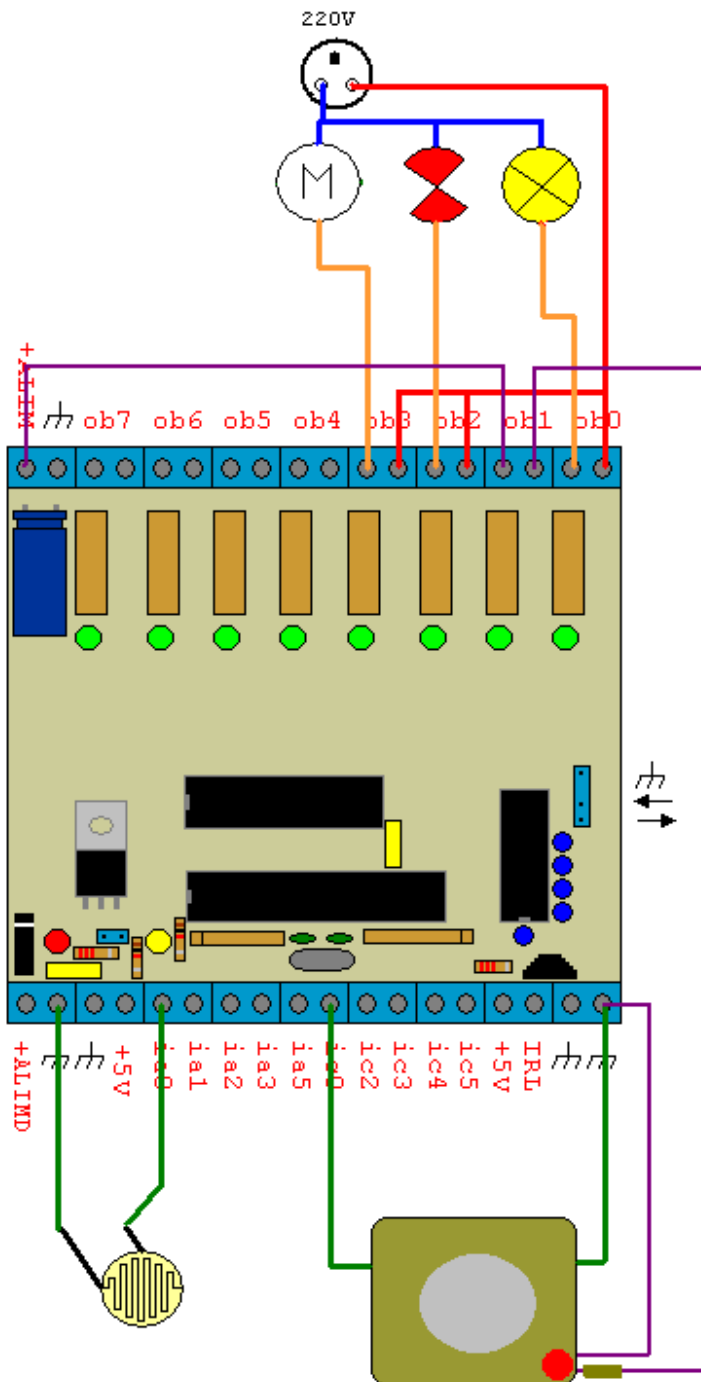 220V
M
+ALIM
ob7 ob6 ob5 ob4 ob3 ob2 ob1 ob0
+ALIMD
+5V
ia0
ia1
ia2
ia3
ia5
ic0
ic2
ic3
ic4
ic5
+5V
IRL